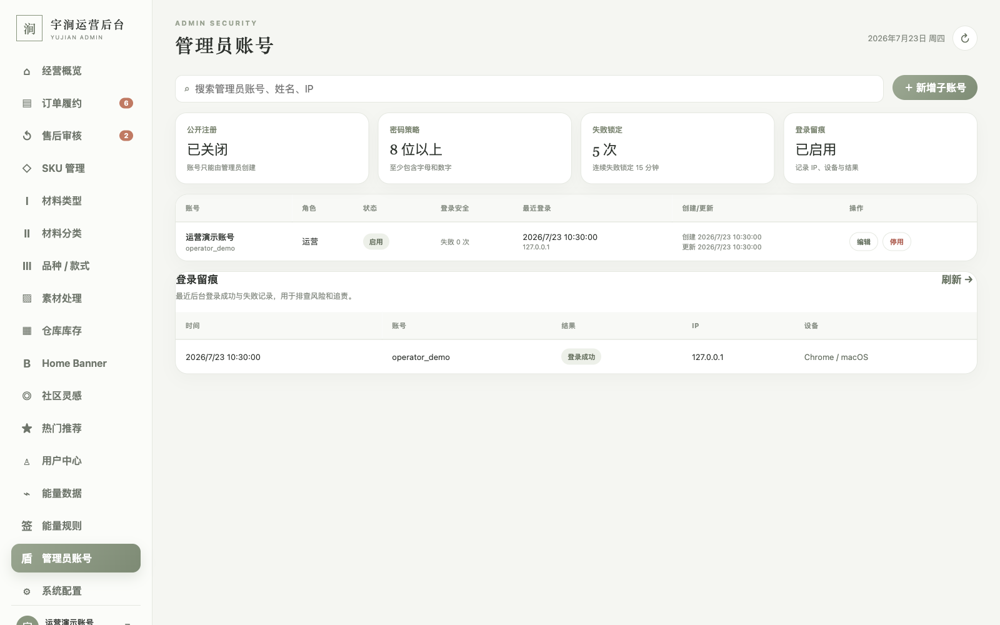 涧
宇涧运营后台
YUJIAN ADMIN
经营概览
订单履约 6
售后审核 2
SKU 管理
I 材料类型
II 材料分类
III 品种 / 款式
素材处理
仓库库存
B Home Banner
社区灵感
热门推荐
用户中心
能量数据
签 能量规则
盾 管理员账号
系统配置
运营演示账号
ADMIN SECURITY
管理员账号
2026年7月23日 周四
搜索管理员账号、姓名、IP
+ 新增子账号
公开注册
已关闭
账号只能由管理员创建
密码策略
8 位以上
至少包含字母和数字
失败锁定
5 次
连续失败锁定 15 分钟
登录留痕
已启用
记录 IP、设备与结果
账号 角色 状态 登录安全 最近登录 创建/更新 操作
运营演示账号
operator_demo
运营
启用
失败 0 次
2026/7/23 10:30:00
127.0.0.1
创建 2026/7/23 10:30:00
更新 2026/7/23 10:30:00
编辑 停用
登录留痕
刷新 →
最近后台登录成功与失败记录，用于排查风险和追责。
时间 账号 结果 IP 设备
2026/7/23 10:30:00 operator_demo 登录成功 127.0.0.1 Chrome / macOS